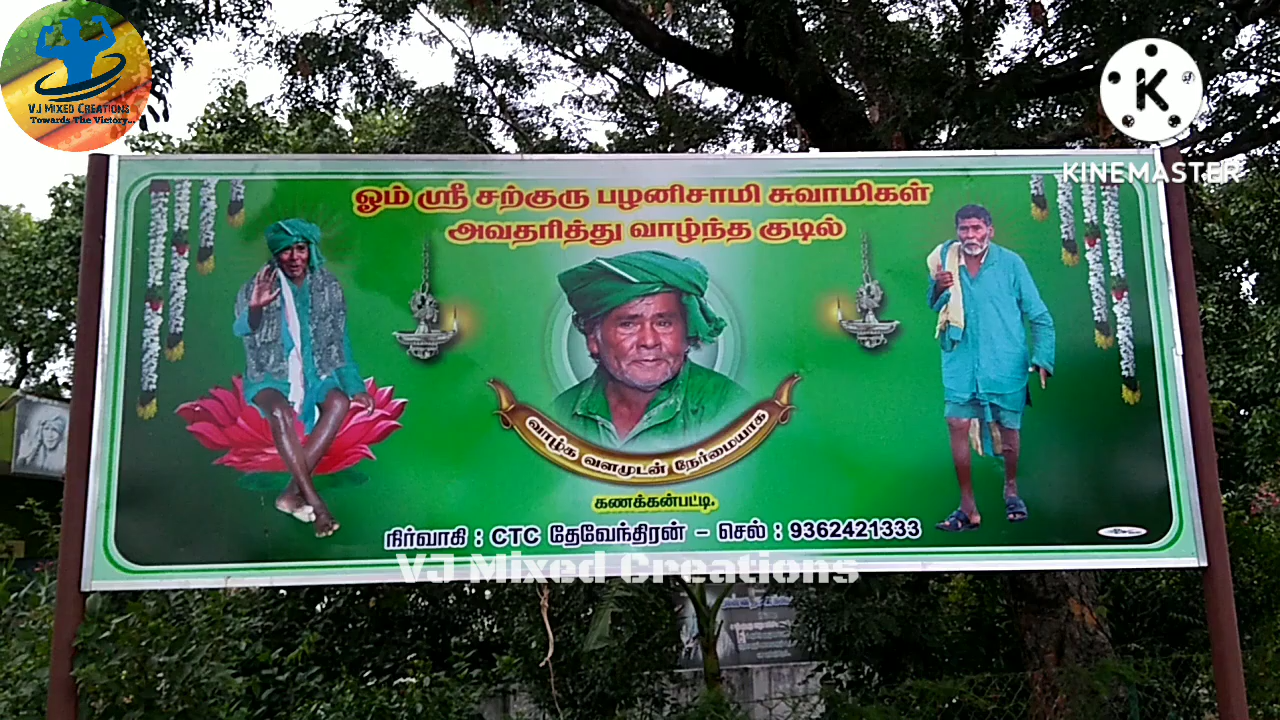 VJ MIXED CREATIONS
Towards The Victory...
K
KINEMASTER
ஓம் ஸ்ரீ சற்குரு பழனிசாமி சுவாமிகள்
அவதரித்து வாழ்ந்த குடில்
வாழ்க வளமுடன் நேர்மையாக
கணக்கன்பட்டி.
நிர்வாகி : CTC தேவேந்திரன் - செல் : 9362421333
VJ Mixed Creations